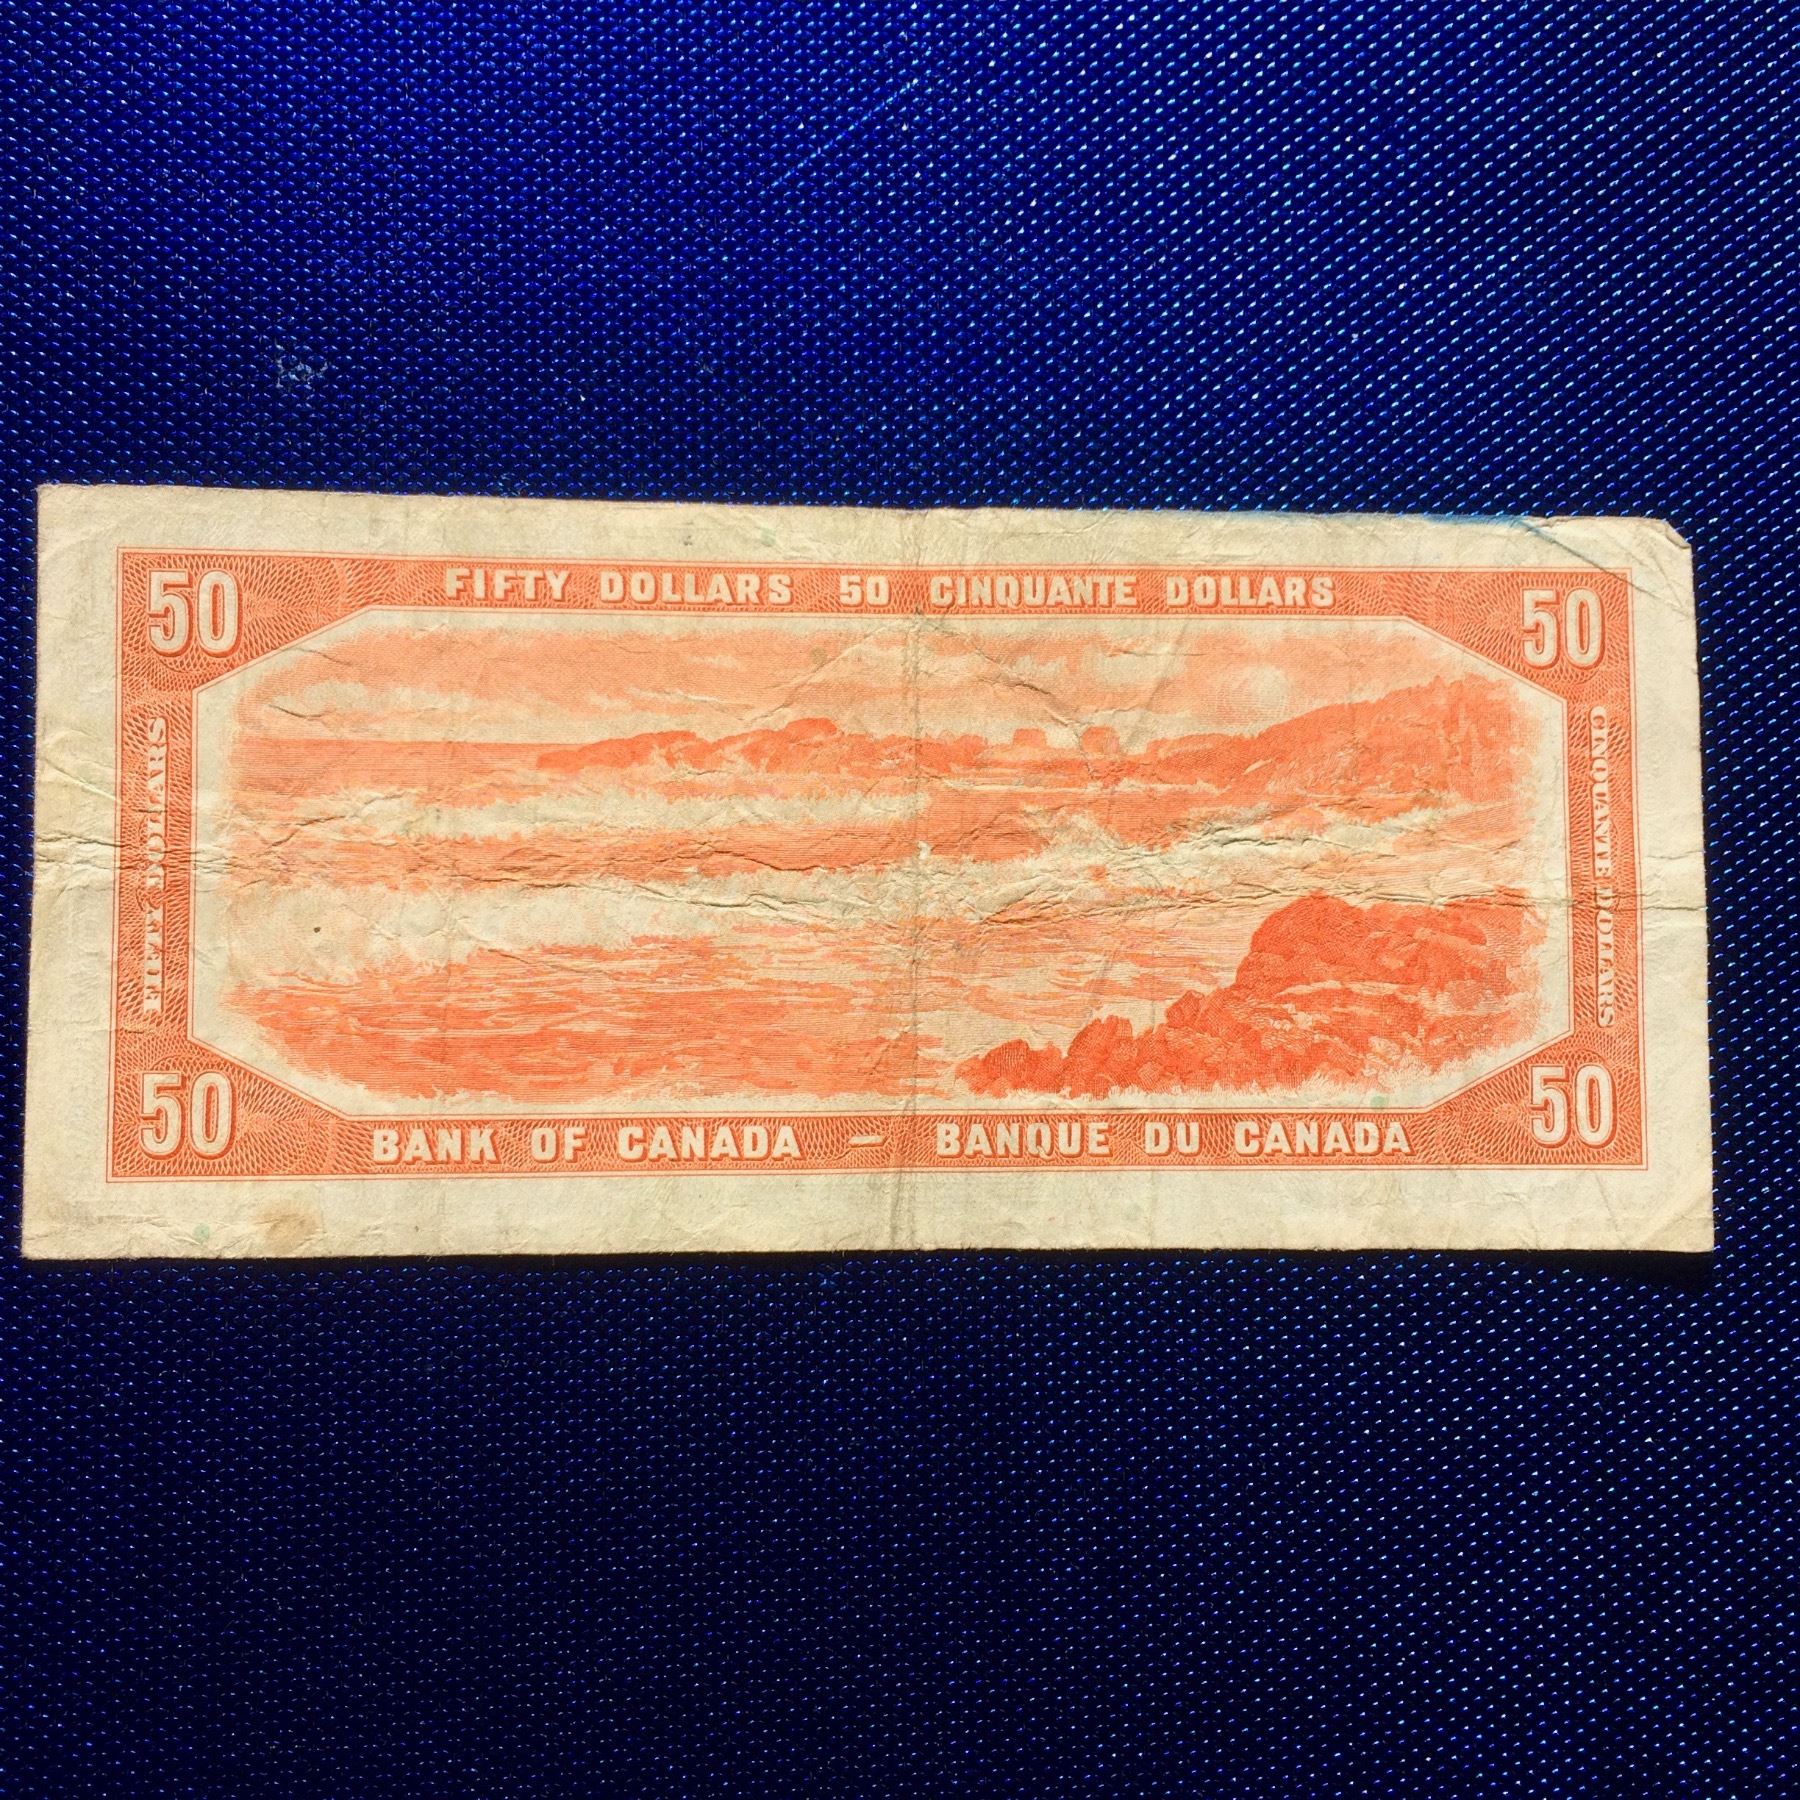 50 FIFTY DOLLARS 50 CINQUANTE DOLLARS 50
FIFTY DOLLARS
CINQUANTE DOLLARS
50 BANK OF CANADA – BANQUE DU CANADA 50